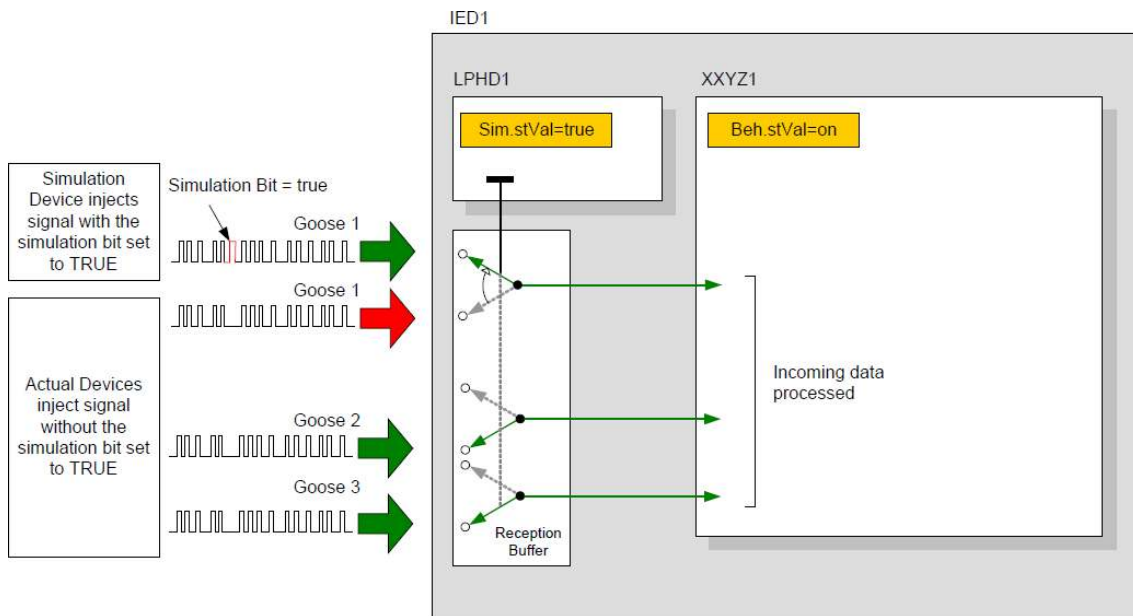 IED1
LPHD1
XXYZ1
Sim.stVal=true
Beh.stVal=on
Simulation
Device injects
signal with the
simulation bit set
to TRUE
Simulation Bit = true
Goose 1
Goose 1
Actual Devices
inject signal
without the
simulation bit set
to TRUE
Goose 2
Goose 3
Incoming data
processed
Reception
Buffer